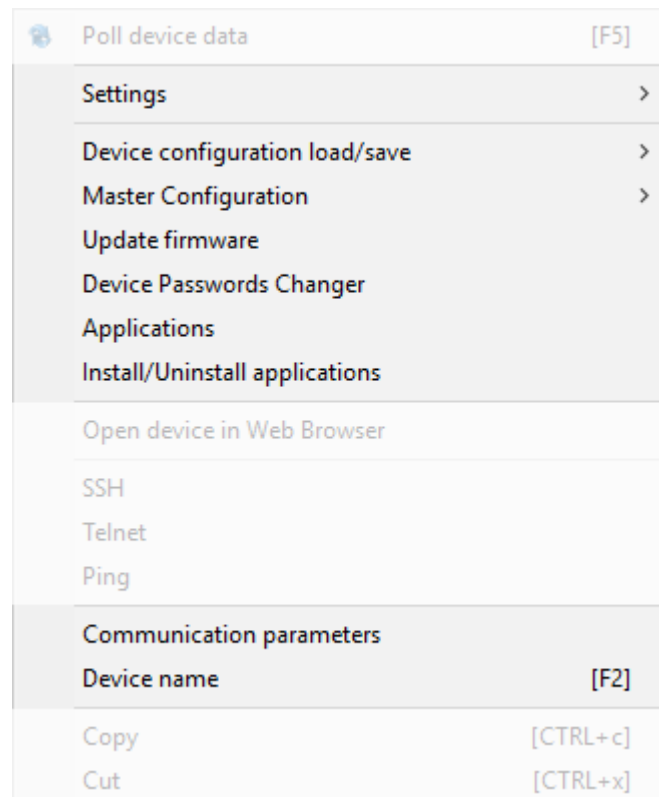 Poll device data [F5]
Settings >
Device configuration load/save >
Master Configuration >
Update firmware
Device Passwords Changer
Applications
Install/Uninstall applications
Open device in Web Browser
SSH
Telnet
Ping
Communication parameters
Device name [F2]
Copy [CTRL+c]
Cut [CTRL+x]